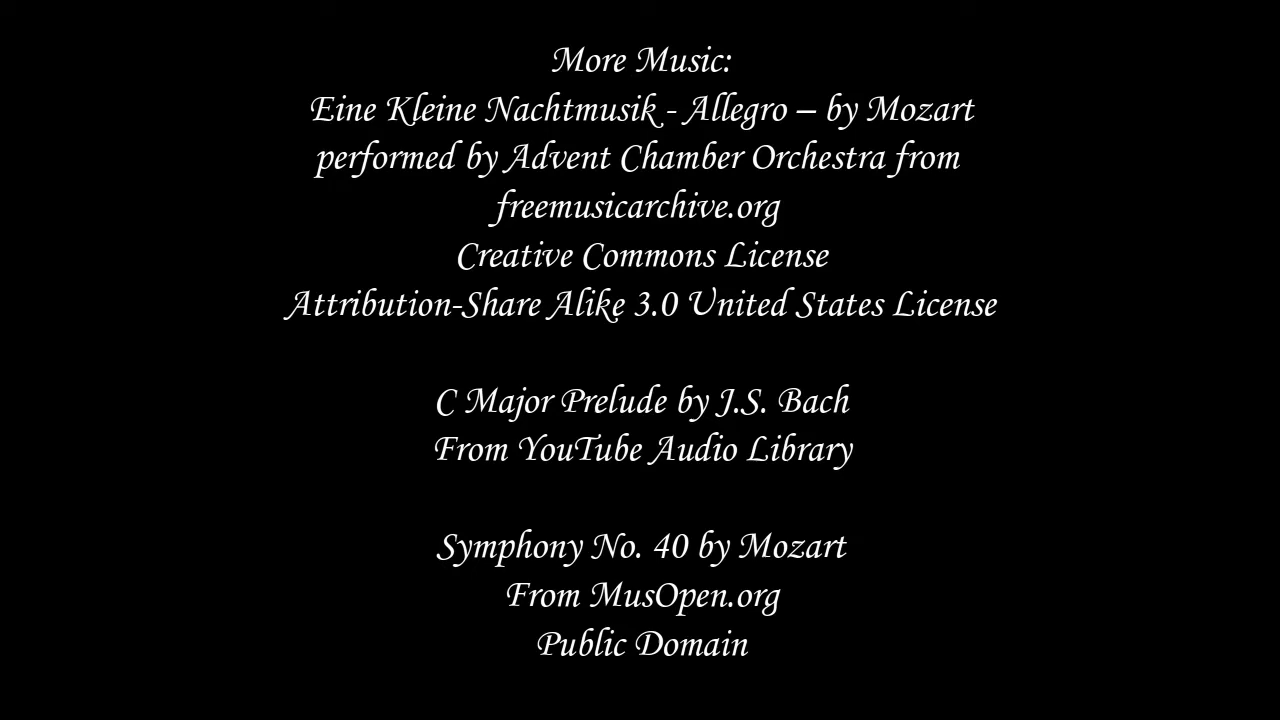 More Music:
Eine Kleine Nachtmusik - Allegro – by Mozart
performed by Advent Chamber Orchestra from
freemusicarchive.org
Creative Commons License
Attribution-Share Alike 3.0 United States License
C Major Prelude by J.S. Bach
From YouTube Audio Library
Symphony No. 40 by Mozart
From MusOpen.org
Public Domain